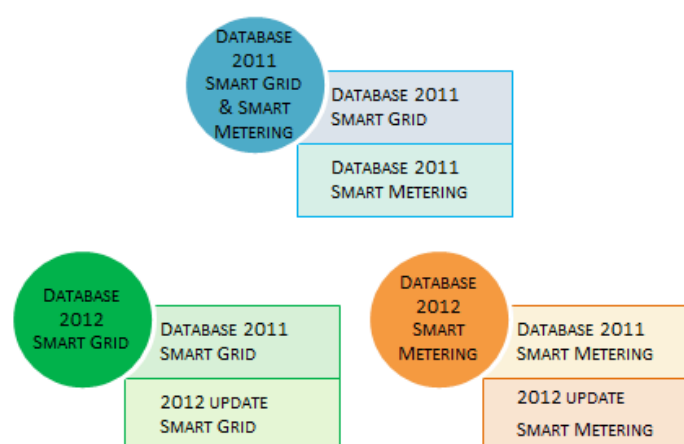 DATABASE
2011
SMART GRID
& SMART
METERING
DATABASE 2011
SMART GRID
DATABASE 2011
SMART METERING
DATABASE
2012
SMART GRID
DATABASE 2011
SMART GRID
2012 UPDATE
SMART GRID
DATABASE
2012
SMART
METERING
DATABASE 2011
SMART METERING
2012 UPDATE
SMART METERING